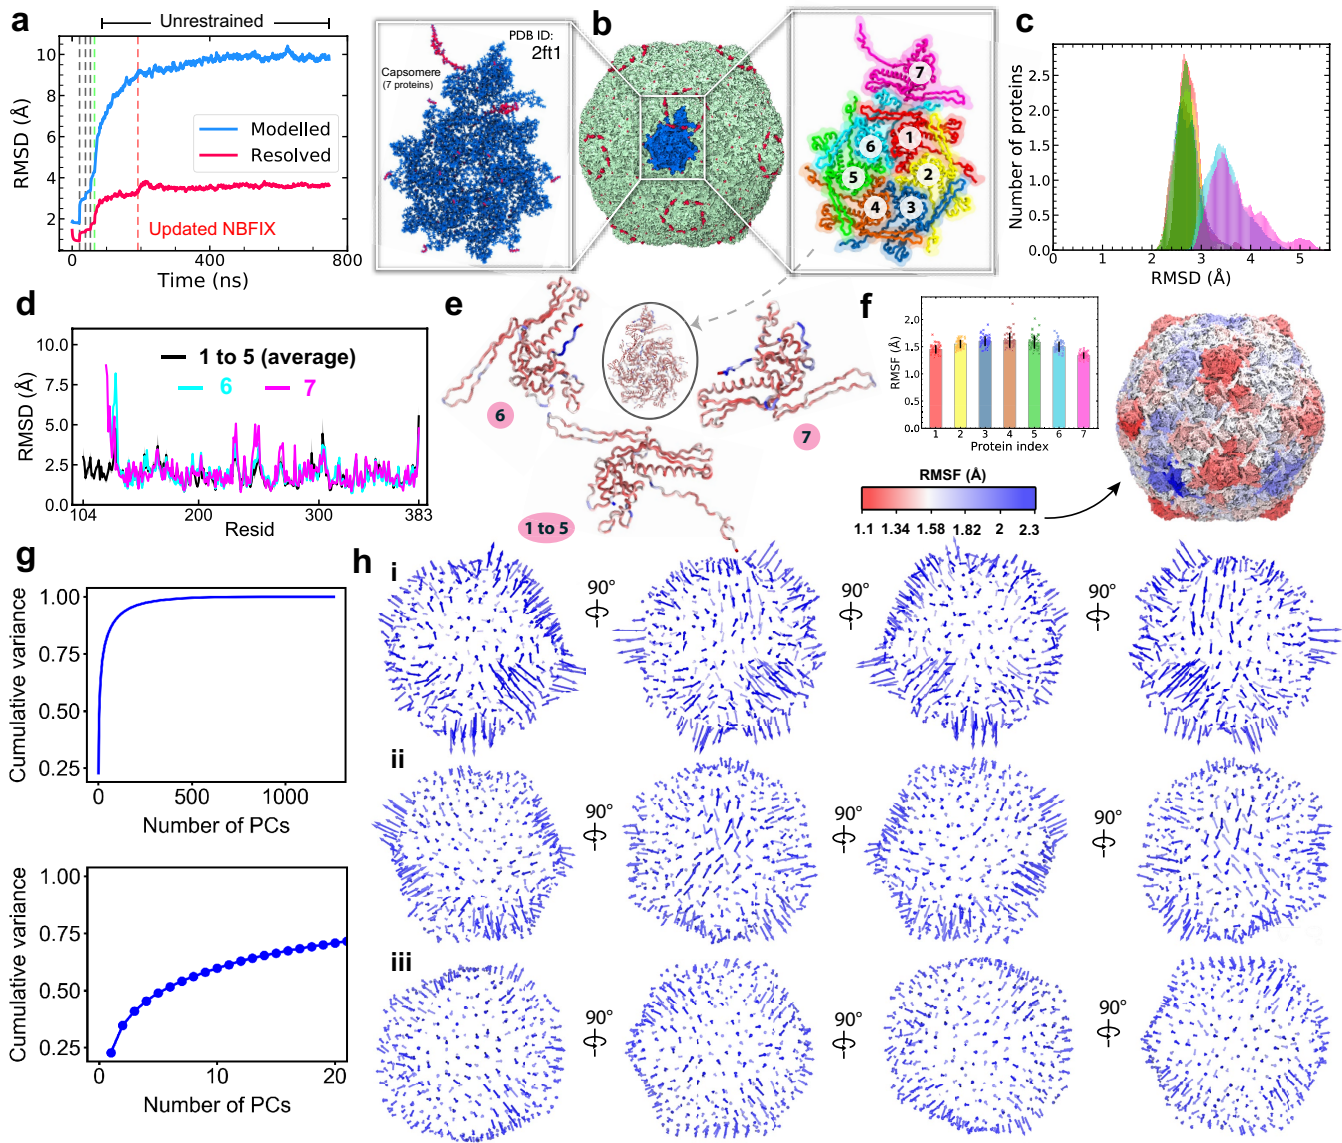 a
Unrestrained
RMSD (Å)
10
8
6
4
2
Modelled
Resolved
Updated NBFIX
0
200
400
600
800
Time (ns)
PDB ID:
2ft1
Capsomere
(7 proteins)
b
7
1
6
2
5
4
3
c
Number of proteins
2.5
2.0
1.5
1.0
0.5
0.0
0
1
2
3
4
5
RMSD (Å)
d
RMSD (Å)
10.0
7.5
5.0
2.5
0.0
1 to 5 (average)
6
7
104
200
300
383
Resid
e
6
7
1 to 5
f
RMSF (Å)
2.0
1.5
1.0
0.5
0.0
1
2
3
4
5
6
7
Protein index
RMSF (Å)
1.1
1.34
1.58
1.82
2
2.3
g
Cumulative variance
1.00
0.75
0.50
0.25
0
500
1000
Number of PCs
Cumulative variance
1.00
0.75
0.50
0.25
0
10
20
Number of PCs
h
i
90°
90°
90°
ii
90°
90°
90°
iii
90°
90°
90°